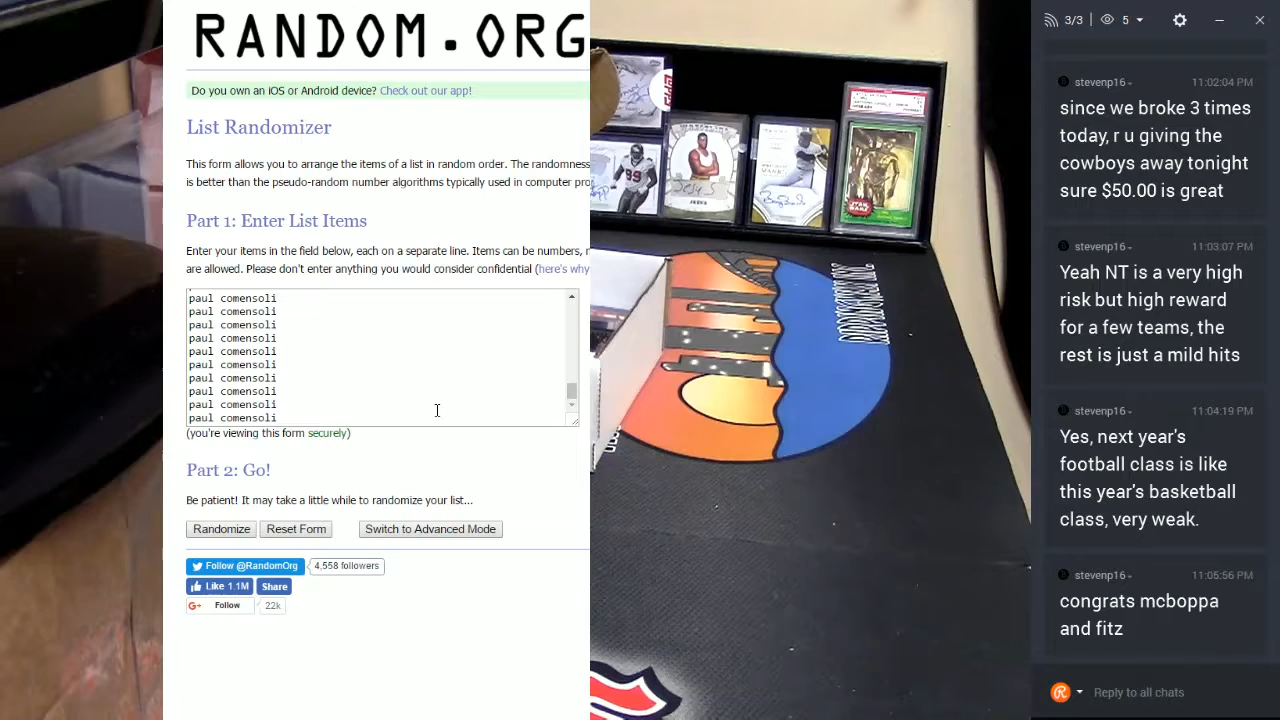 RANDOM.ORG
Do you own an iOS or Android device? Check out our app!
List Randomizer
This form allows you to arrange the items of a list in random order. The randomness
is better than the pseudo-random number algorithms typically used in computer pro
Part 1: Enter List Items
Enter your items in the field below, each on a separate line. Items can be numbers, n
are allowed. Please don't enter anything you would consider confidential (here's why
paul comensoli
paul comensoli
paul comensoli
paul comensoli
paul comensoli
paul comensoli
paul comensoli
paul comensoli
paul comensoli
paul comensoli
(you're viewing this form securely)
Part 2: Go!
Be patient! It may take a little while to randomize your list...
Randomize
Reset Form
Switch to Advanced Mode
Follow @RandomOrg
4,558 followers
Like 1.1M
Share
G+ Follow
22k
99
STAR
WARS
3/3
5
stevenp16
11:02:04 PM
since we broke 3 times
today, r u giving the
cowboys away tonight
sure $50.00 is great
stevenp16
11:03:07 PM
Yeah NT is a very high
risk but high reward
for a few teams, the
rest is just a mild hits
stevenp16
11:04:19 PM
Yes, next year's
football class is like
this year's basketball
class, very weak.
stevenp16
11:05:56 PM
congrats mcboppa
and fitz
Reply to all chats